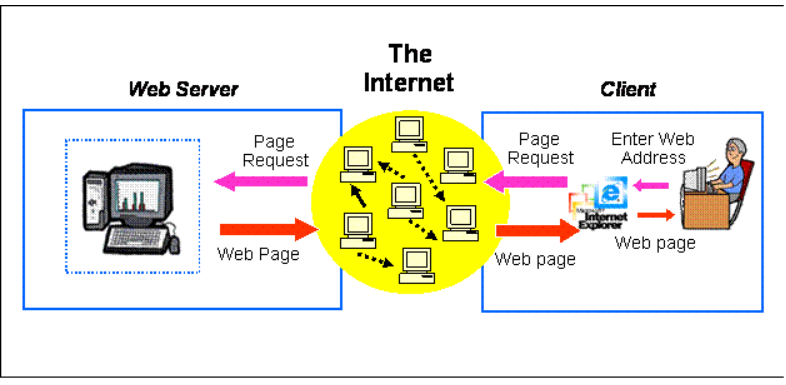 The
Internet
Web Server
Client
Page
Request
Page
Request
Enter Web
Address
Microsoft
Internet
Explorer
Web Page
Web page
Web page